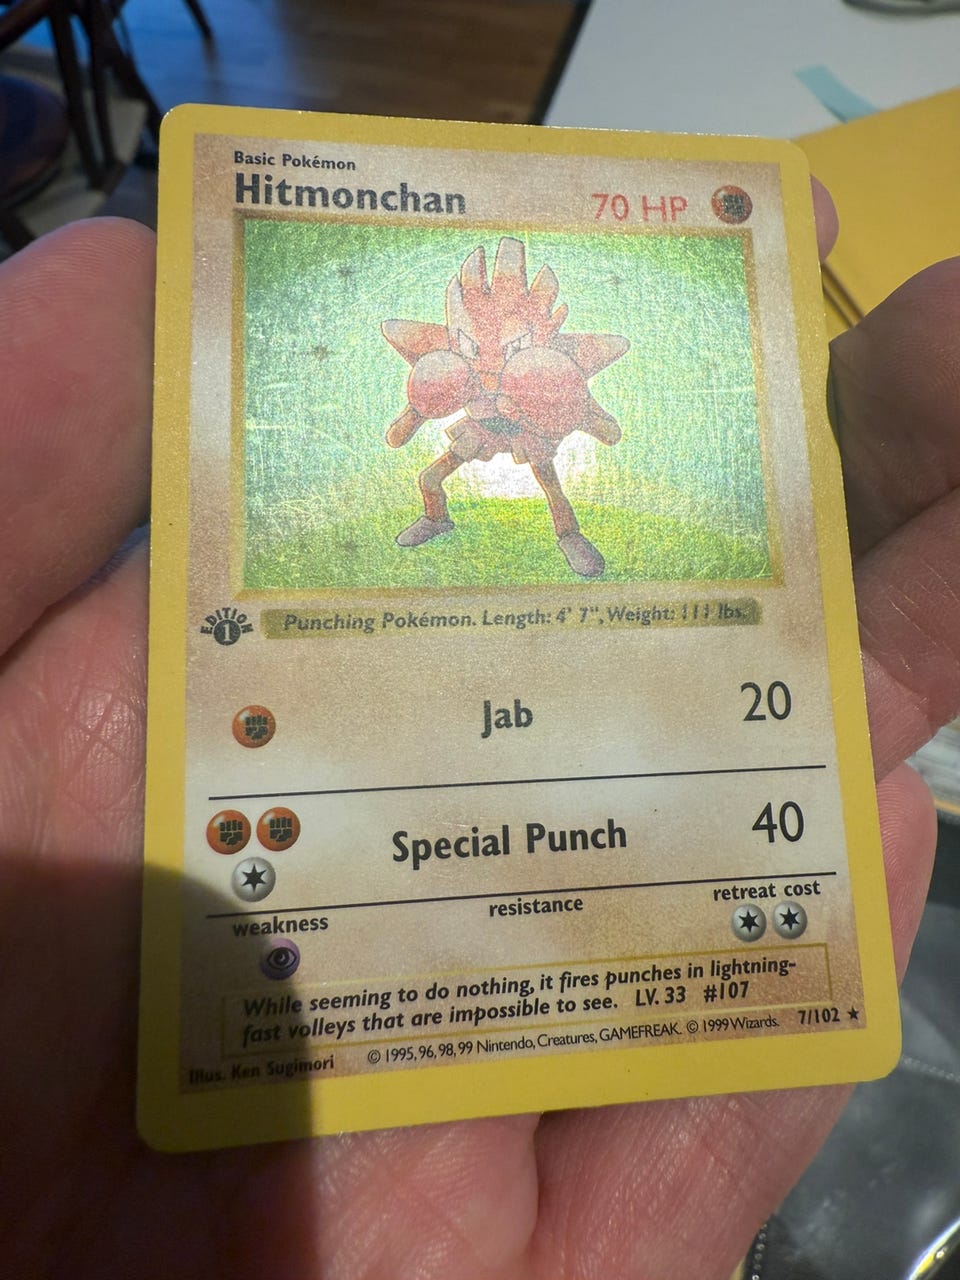 Basic Pokémon
Hitmonchan 70 HP
EDITION
1
Punching Pokémon. Length: 4' 7", Weight: 111 lbs.
Jab 20
Special Punch 40
weakness resistance retreat cost
While seeming to do nothing, it fires punches in lightning-
fast volleys that are impossible to see. LV. 33 #107
Illus. Ken Sugimori © 1995, 96, 98, 99 Nintendo, Creatures, GAMEFREAK. © 1999 Wizards. 7/102 ★